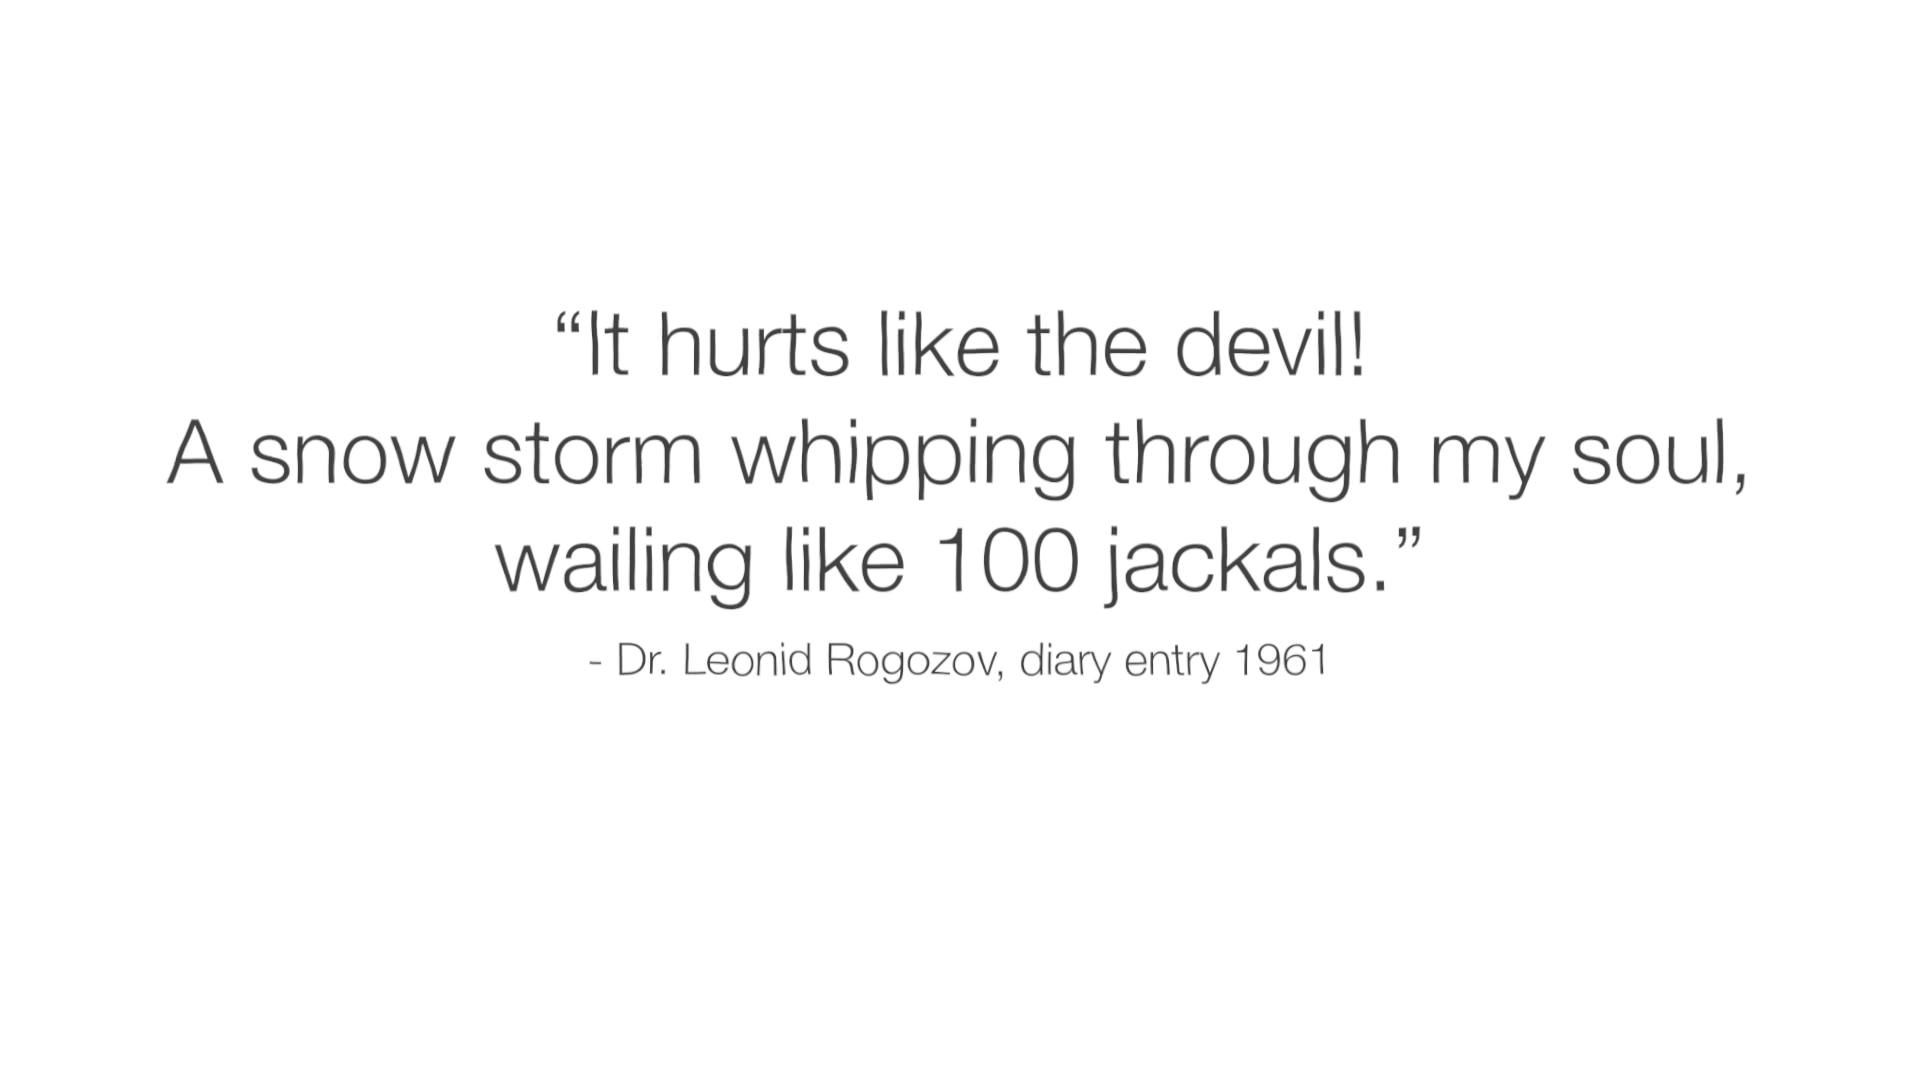 “It hurts like the devil!
A snow storm whipping through my soul,
wailing like 100 jackals.”
- Dr. Leonid Rogozov, diary entry 1961